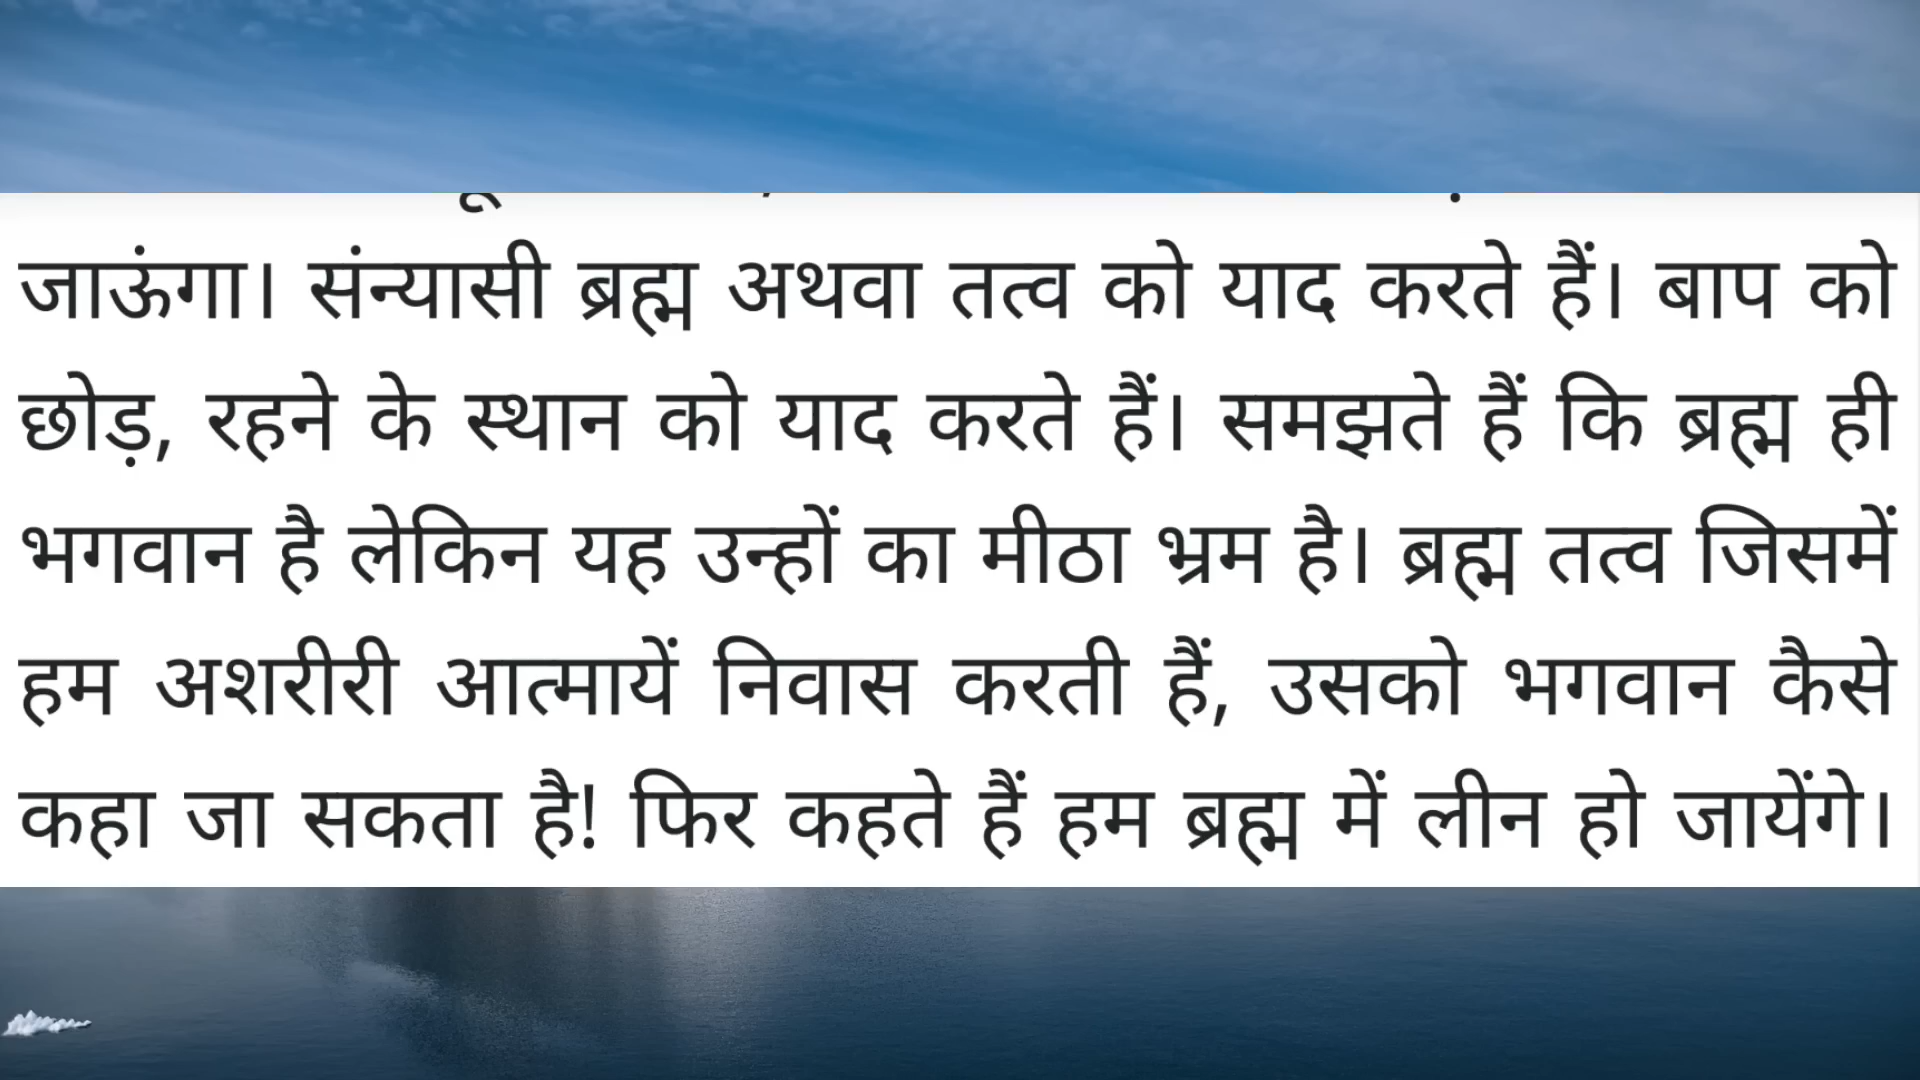 जाऊंगा। संन्यासी ब्रह्म अथवा तत्व को याद करते हैं। बाप को
छोड़, रहने के स्थान को याद करते हैं। समझते हैं कि ब्रह्म ही
भगवान है लेकिन यह उन्हों का मीठा भ्रम है। ब्रह्म तत्व जिसमें
हम अशरीरी आत्मायें निवास करती हैं, उसको भगवान कैसे
कहा जा सकता है! फिर कहते हैं हम ब्रह्म में लीन हो जायेंगे।